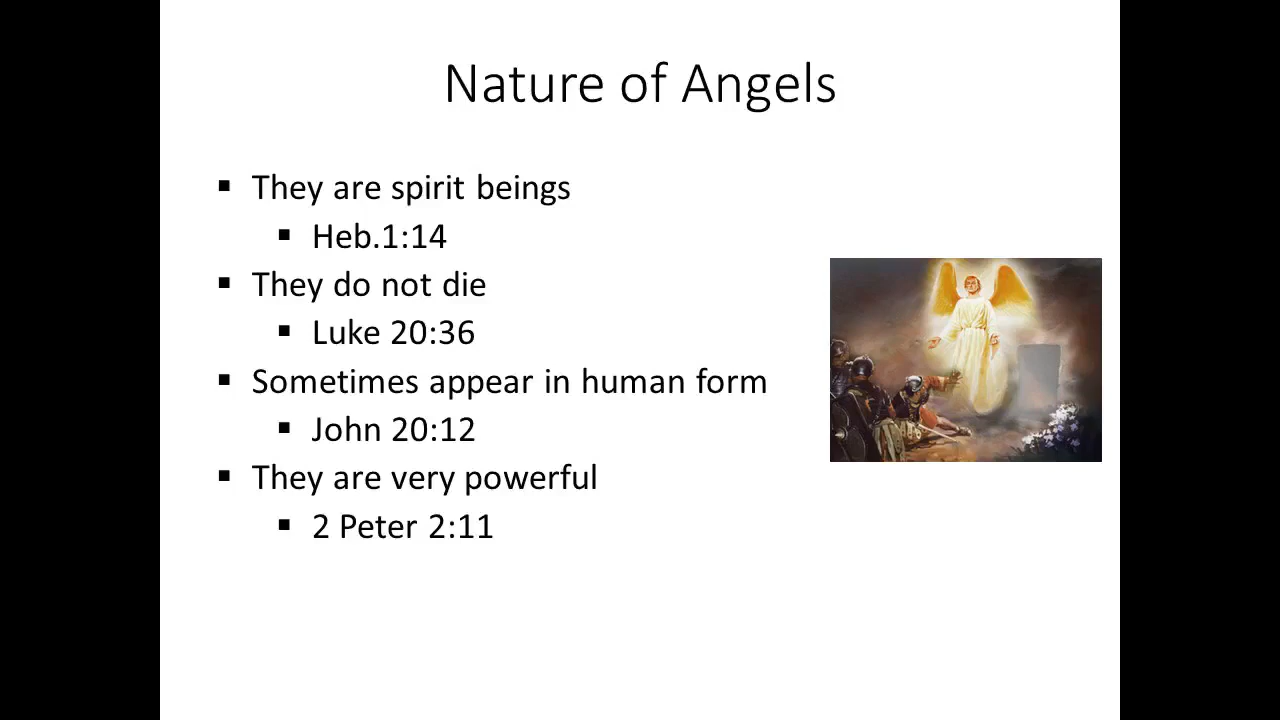 Nature of Angels
▪ They are spirit beings
▪ Heb.1:14
▪ They do not die
▪ Luke 20:36
▪ Sometimes appear in human form
▪ John 20:12
▪ They are very powerful
▪ 2 Peter 2:11